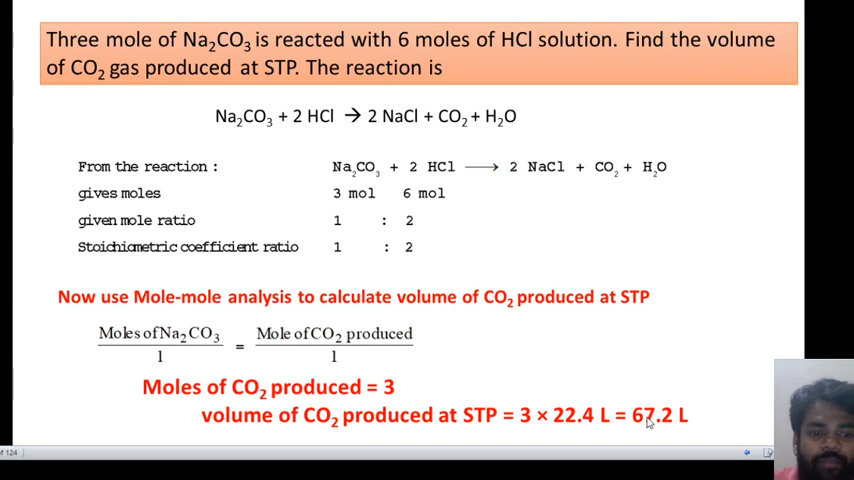 Three mole of Na₂CO₃ is reacted with 6 moles of HCl solution. Find the volume
of CO₂ gas produced at STP. The reaction is
Na₂CO₃ + 2 HCl → 2 NaCl + CO₂ + H₂O
From the reaction : Na₂CO₃ + 2 HCl ⟶ 2 NaCl + CO₂ + H₂O
gives moles 3 mol 6 mol
given mole ratio 1 : 2
Stoichiometric coefficient ratio 1 : 2
Now use Mole-mole analysis to calculate volume of CO₂ produced at STP
Moles of Na₂CO₃ / 1 = Mole of CO₂ produced / 1
Moles of CO₂ produced = 3
volume of CO₂ produced at STP = 3 × 22.4 L = 67.2 L
of 124